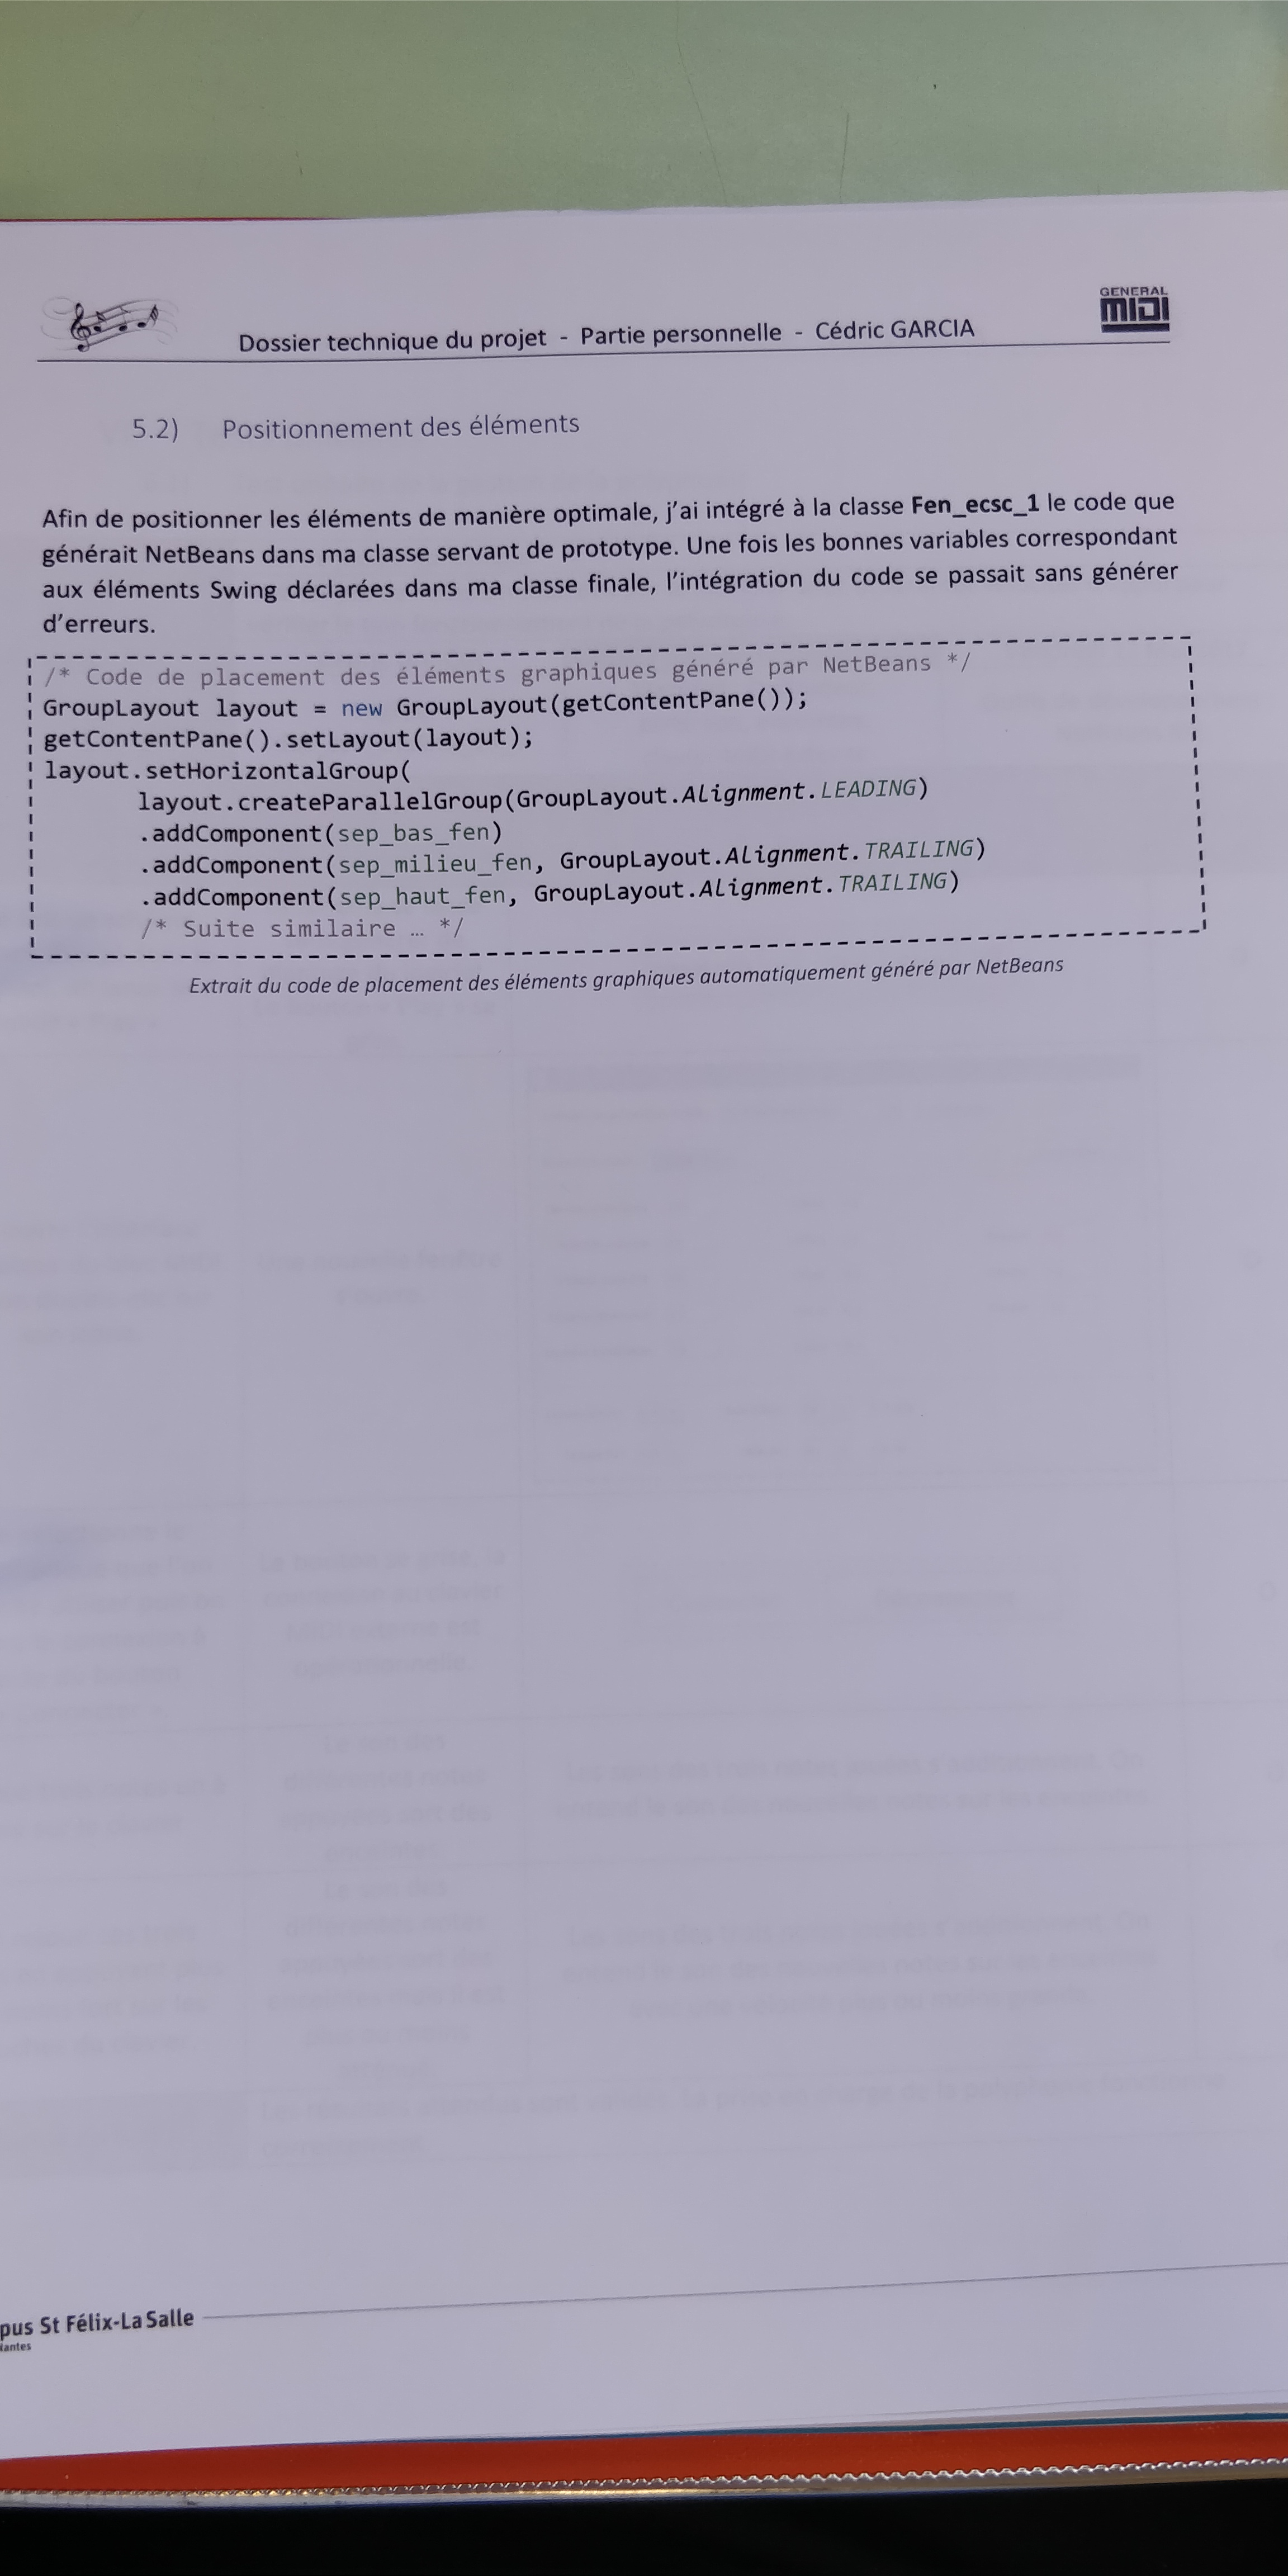 GENERAL
MIDI
Dossier technique du projet - Partie personnelle - Cédric GARCIA
5.2) Positionnement des éléments
Afin de positionner les éléments de manière optimale, j'ai intégré à la classe Fen_ecsc_1 le code que
générait NetBeans dans ma classe servant de prototype. Une fois les bonnes variables correspondant
aux éléments Swing déclarées dans ma classe finale, l'intégration du code se passait sans générer
d'erreurs.
/* Code de placement des éléments graphiques généré par NetBeans */
GroupLayout layout = new GroupLayout(getContentPane());
getContentPane().setLayout(layout);
layout.setHorizontalGroup(
layout.createParallelGroup(GroupLayout.Alignment.LEADING)
.addComponent(sep_bas_fen)
.addComponent(sep_milieu_fen, GroupLayout.Alignment.TRAILING)
.addComponent(sep_haut_fen, GroupLayout.Alignment.TRAILING)
/* Suite similaire … */
Extrait du code de placement des éléments graphiques automatiquement généré par NetBeans
pus St Félix-La Salle
Nantes